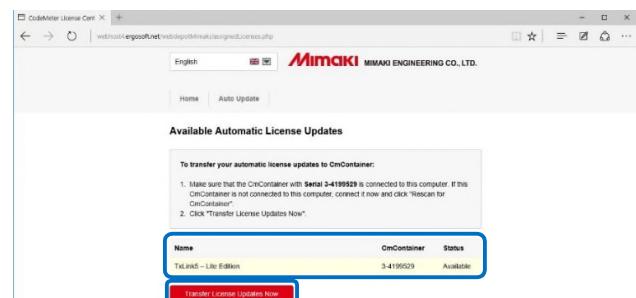 CodeMeter License Cent
webhost4.ergosoft.net/webdepotMimaki/assignedLicenses.php
English
Mimaki MIMAKI ENGINEERING CO., LTD.
Home Auto Update
Available Automatic License Updates
To transfer your automatic license updates to CmContainer:
1. Make sure that the CmContainer with Serial 3-4199529 is connected to this computer. If this
CmContainer is not connected to this computer, connect it now and click "Rescan for
CmContainer".
2. Click "Transfer License Updates Now".
Name CmContainer Status
TxLink5 – Lite Edition 3-4199529 Available
Transfer License Updates Now